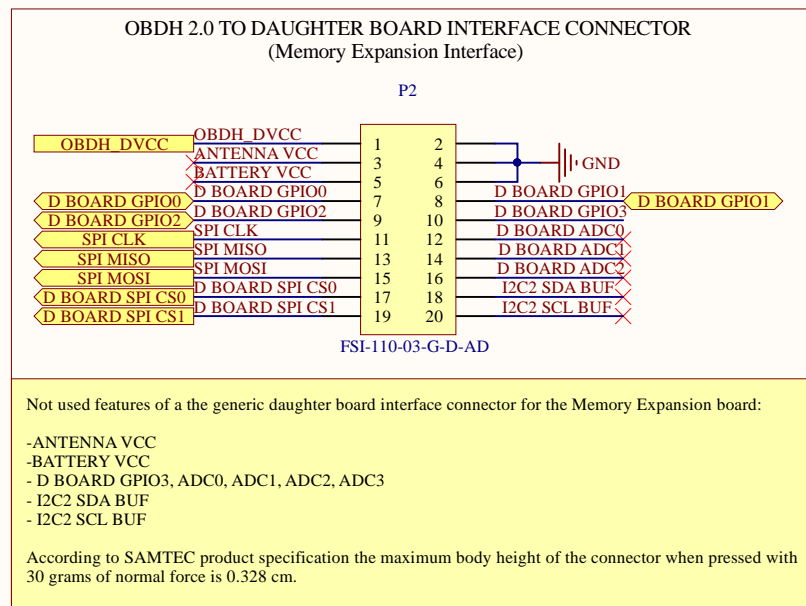 OBDH 2.0 TO DAUGHTER BOARD INTERFACE CONNECTOR
(Memory Expansion Interface)
P2
OBDH_DVCC OBDH_DVCC 1 2
ANTENNA VCC 3 4 GND
BATTERY VCC 5 6
D BOARD GPIO0 D BOARD GPIO0 7 8 D BOARD GPIO1 D BOARD GPIO1
D BOARD GPIO2 D BOARD GPIO2 9 10 D BOARD GPIO3
SPI CLK SPI CLK 11 12 D BOARD ADC0
SPI MISO SPI MISO 13 14 D BOARD ADC1
SPI MOSI SPI MOSI 15 16 D BOARD ADC2
D BOARD SPI CS0 D BOARD SPI CS0 17 18 I2C2 SDA BUF
D BOARD SPI CS1 D BOARD SPI CS1 19 20 I2C2 SCL BUF
FSI-110-03-G-D-AD
Not used features of a the generic daughter board interface connector for the Memory Expansion board:
-ANTENNA VCC
-BATTERY VCC
- D BOARD GPIO3, ADC0, ADC1, ADC2, ADC3
- I2C2 SDA BUF
- I2C2 SCL BUF
According to SAMTEC product specification the maximum body height of the connector when pressed with
30 grams of normal force is 0.328 cm.